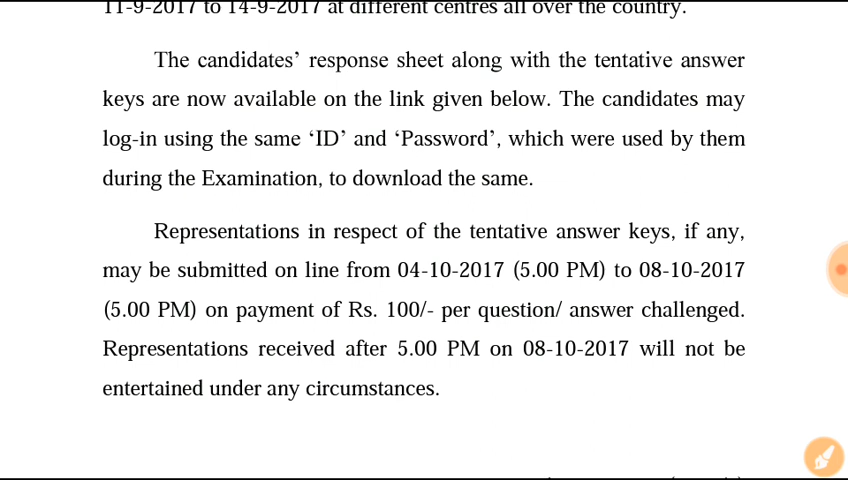 11-9-2017 to 14-9-2017 at different centres all over the country.
The candidates’ response sheet along with the tentative answer
keys are now available on the link given below. The candidates may
log-in using the same ‘ID’ and ‘Password’, which were used by them
during the Examination, to download the same.
Representations in respect of the tentative answer keys, if any,
may be submitted on line from 04-10-2017 (5.00 PM) to 08-10-2017
(5.00 PM) on payment of Rs. 100/- per question/ answer challenged.
Representations received after 5.00 PM on 08-10-2017 will not be
entertained under any circumstances.